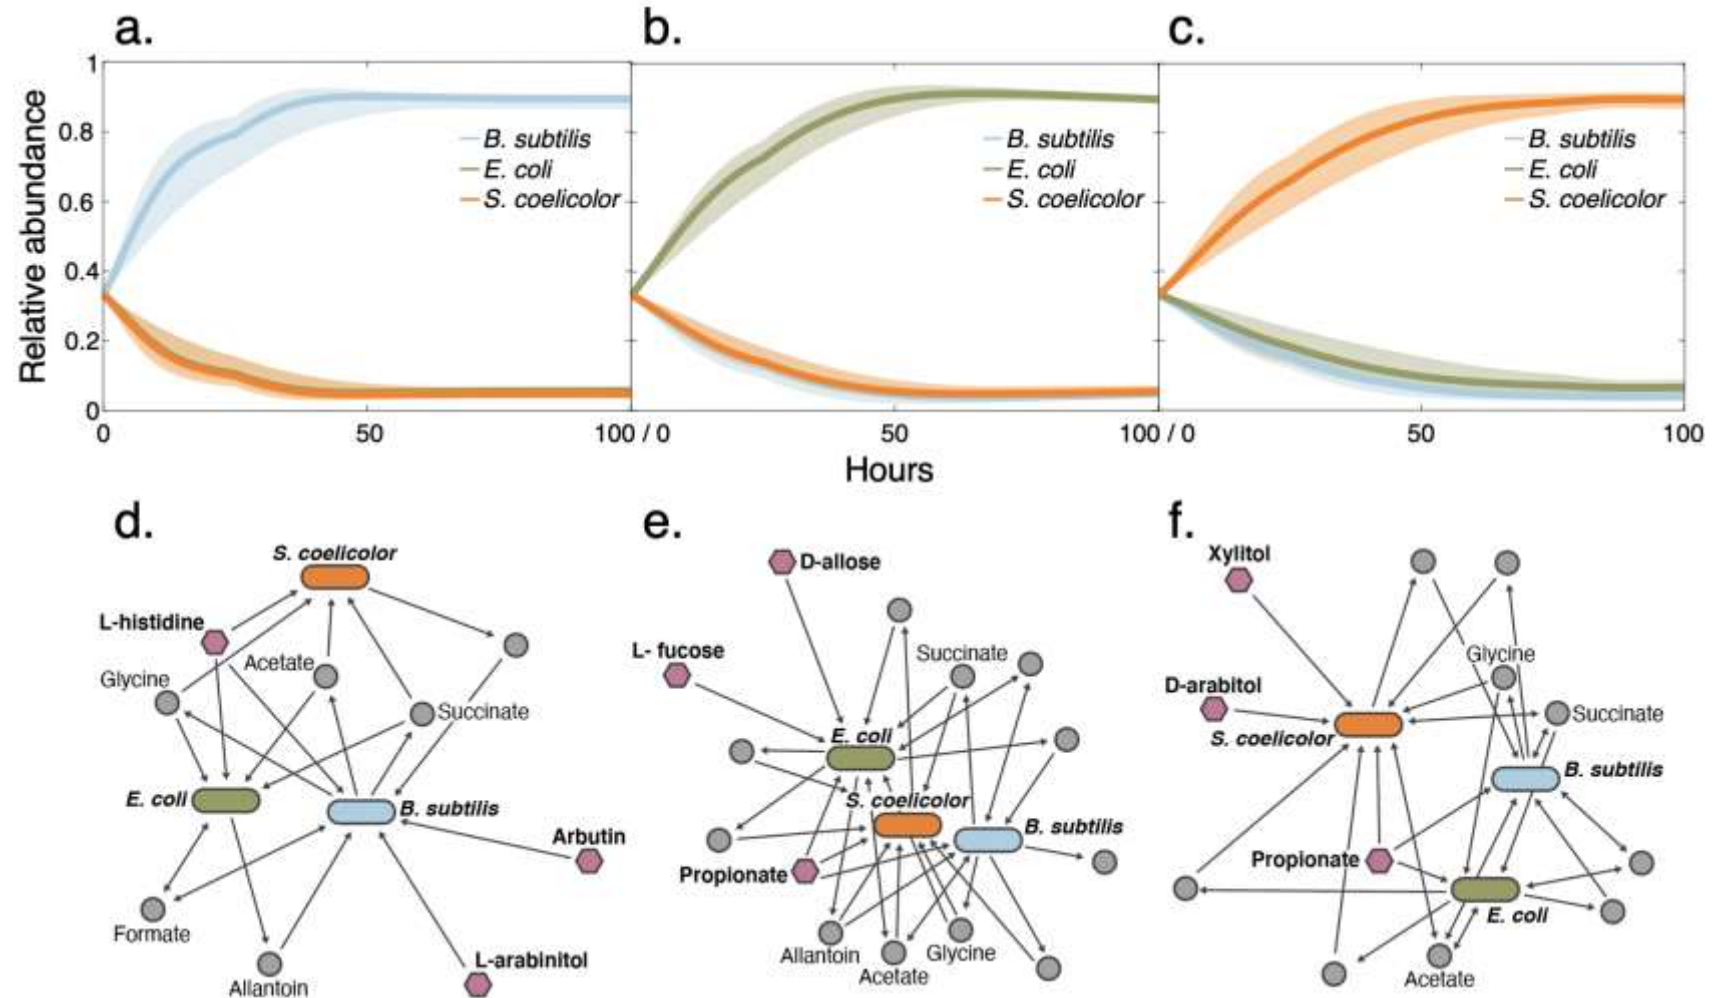 a.
b.
c.
Relative abundance
1
0.8
0.6
0.4
0.2
0
B. subtilis
E. coli
S. coelicolor
B. subtilis
E. coli
S. coelicolor
B. subtilis
E. coli
S. coelicolor
0
50
100 / 0
50
100 / 0
50
100
Hours
d.
S. coelicolor
L-histidine
Acetate
Glycine
Succinate
E. coli
B. subtilis
Arbutin
Formate
L-arabinitol
Allantoin
e.
D-allose
L- fucose
Succinate
E. coli
S. coelicolor
B. subtilis
Propionate
Allantoin
Glycine
Acetate
f.
Xylitol
Glycine
D-arabitol
Succinate
S. coelicolor
B. subtilis
Propionate
E. coli
Acetate